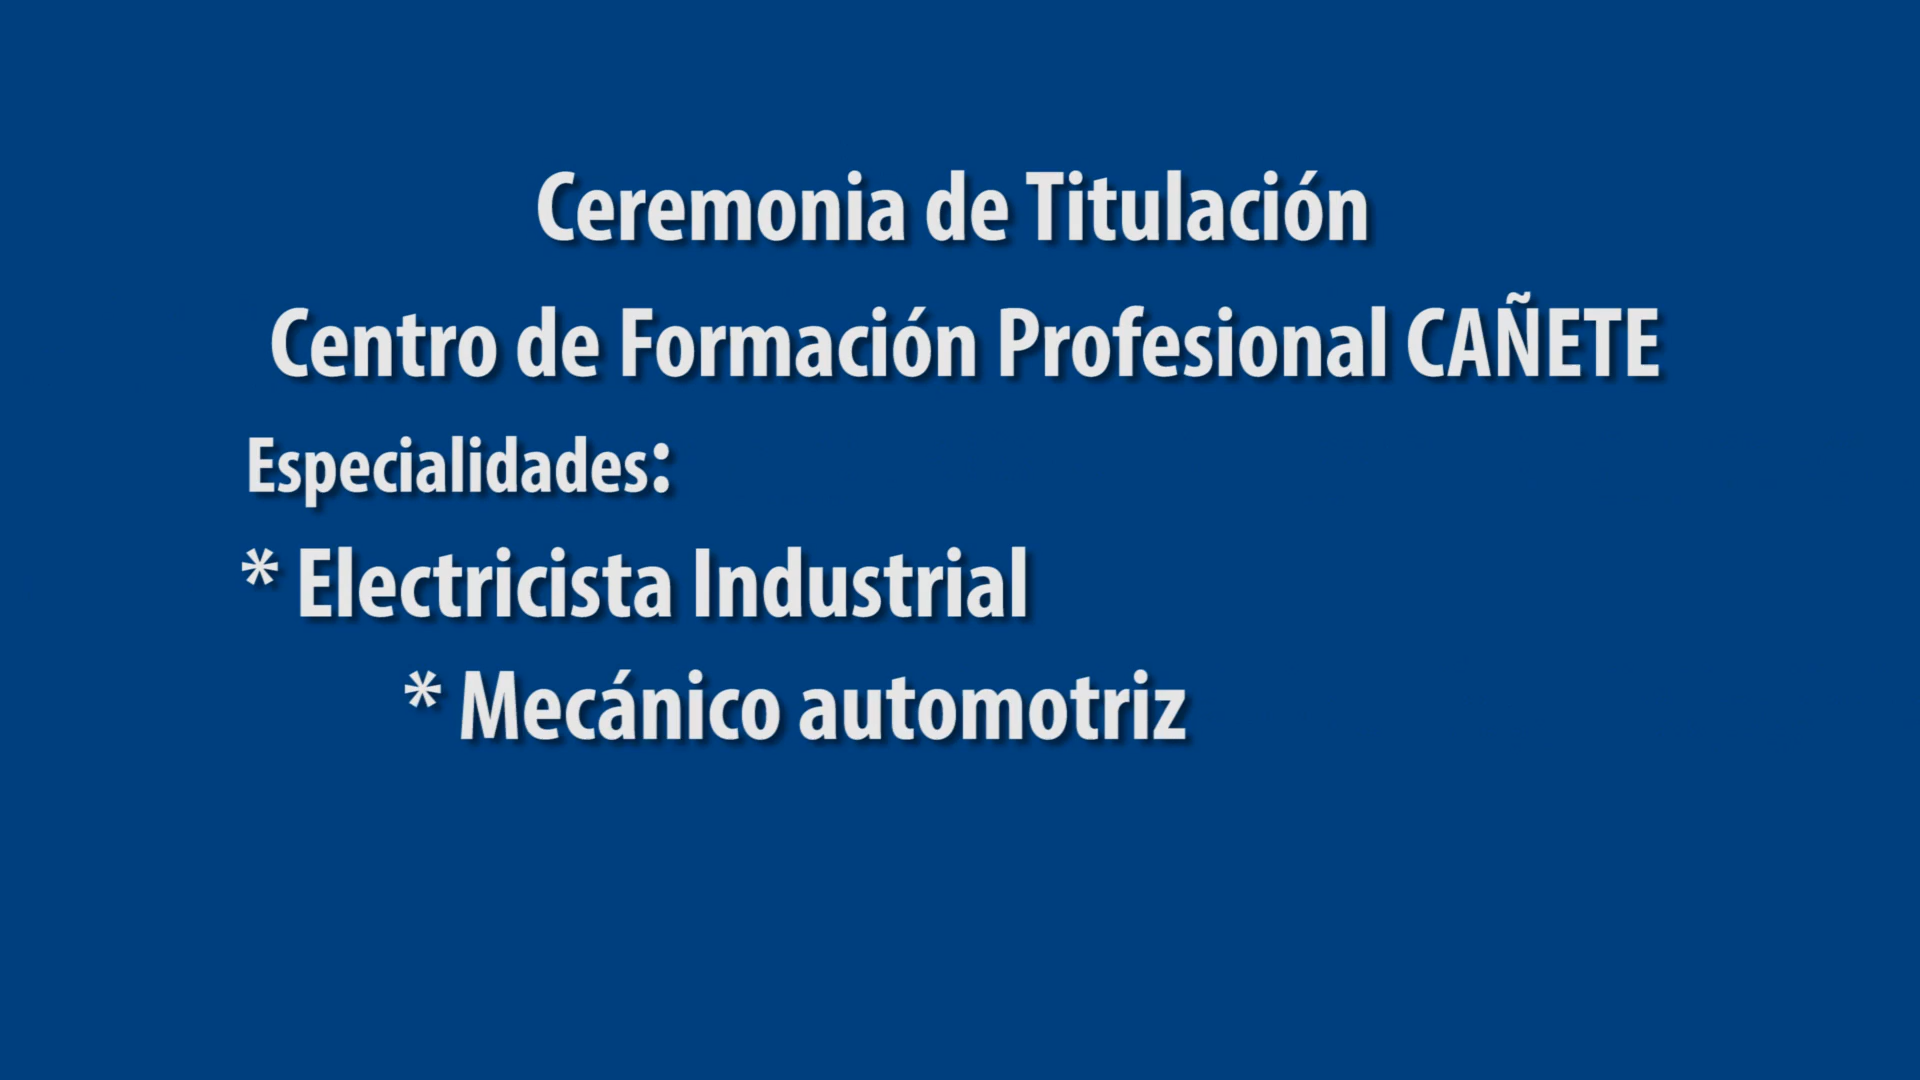 Ceremonia de Titulación
Centro de Formación Profesional CAÑETE
Especialidades:
* Electricista Industrial
* Mecánico automotriz